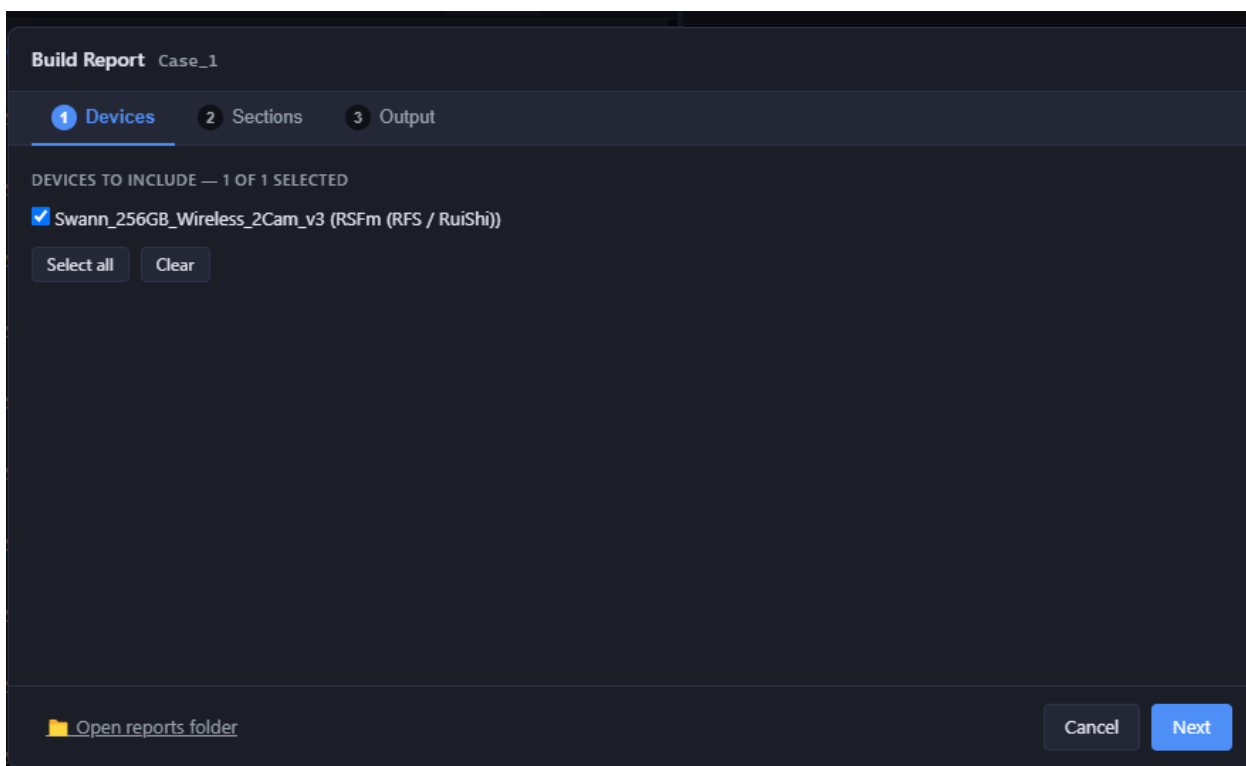 Build Report Case_1
1 Devices 2 Sections 3 Output
DEVICES TO INCLUDE — 1 OF 1 SELECTED
Swann_256GB_Wireless_2Cam_v3 (RSFm (RFS / RuiShi))
Select all Clear
Open reports folder Cancel Next